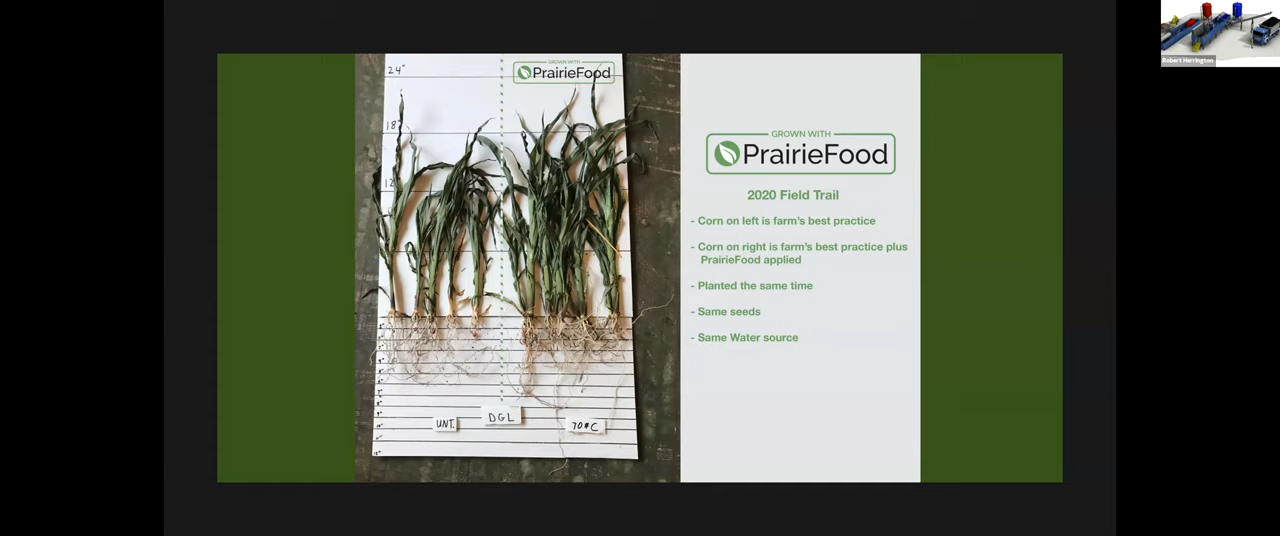 Robert Herrington
24"
GROWN WITH
PrairieFood
18"
12
UNT.
DGL
70#C
GROWN WITH
PrairieFood
2020 Field Trail
- Corn on left is farm's best practice
- Corn on right is farm's best practice plus
PrairieFood applied
- Planted the same time
- Same seeds
- Same Water source